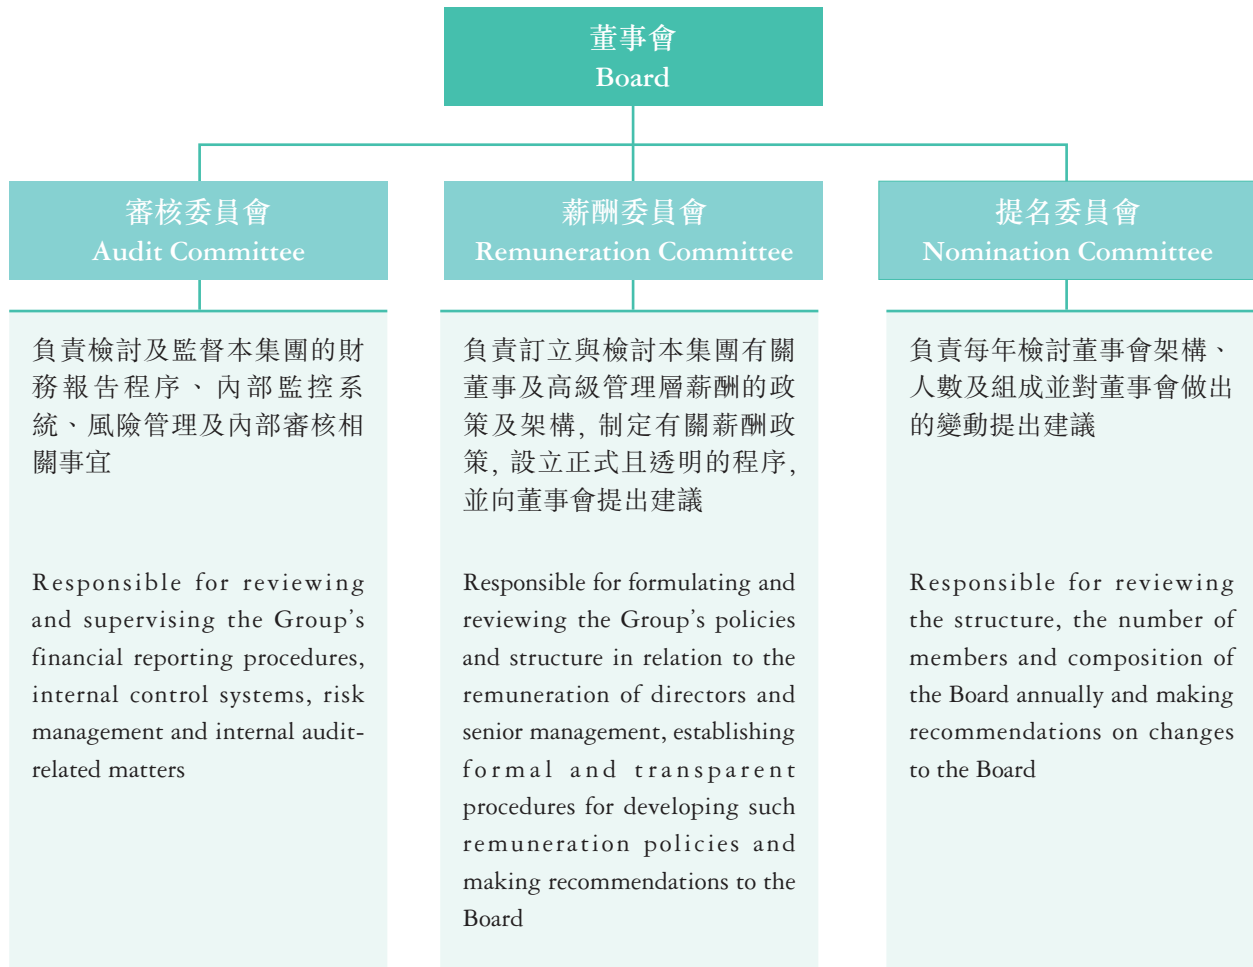 董事會
Board
審核委員會
Audit Committee
負責檢討及監督本集團的財
務報告程序、內部監控系
統、風險管理及內部審核相
關事宜
Responsible for reviewing
and supervising the Group’s
financial reporting procedures,
internal control systems, risk
management and internal audit-
related matters
薪酬委員會
Remuneration Committee
負責訂立與檢討本集團有關
董事及高級管理層薪酬的政
策及架構, 制定有關薪酬政
策, 設立正式且透明的程序,
並向董事會提出建議
Responsible for formulating and
reviewing the Group’s policies
and structure in relation to the
remuneration of directors and
senior management, establishing
formal and transparent
procedures for developing such
remuneration policies and
making recommendations to the
Board
提名委員會
Nomination Committee
負責每年檢討董事會架構、
人數及組成並對董事會做出
的變動提出建議
Responsible for reviewing
the structure, the number of
members and composition of
the Board annually and making
recommendations on changes
to the Board